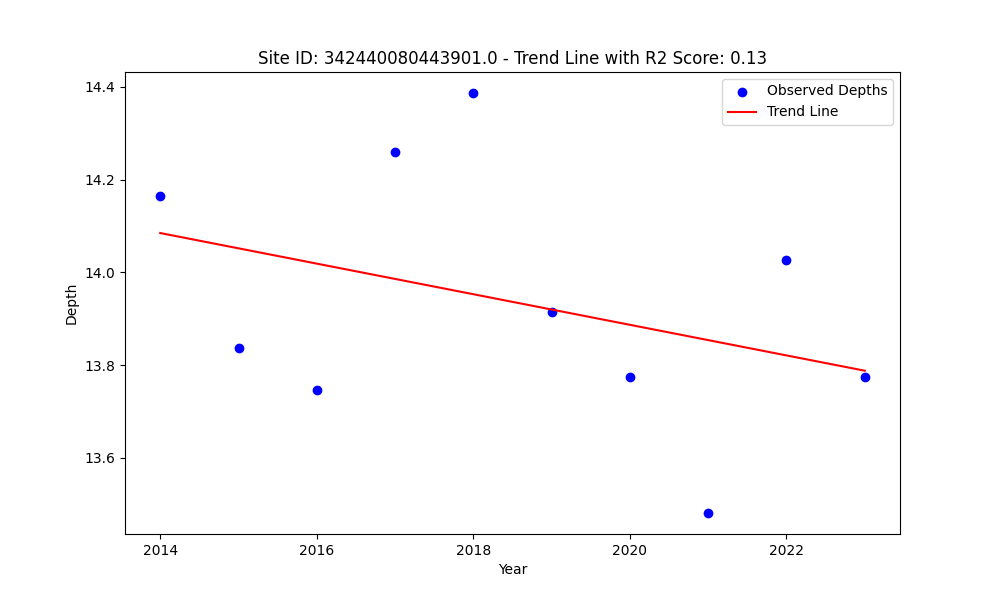 Site ID: 342440080443901.0 - Trend Line with R2 Score: 0.13
Observed Depths
Trend Line
14.4
14.2
14.0
13.8
13.6
Depth
2014
2016
2018
2020
2022
Year